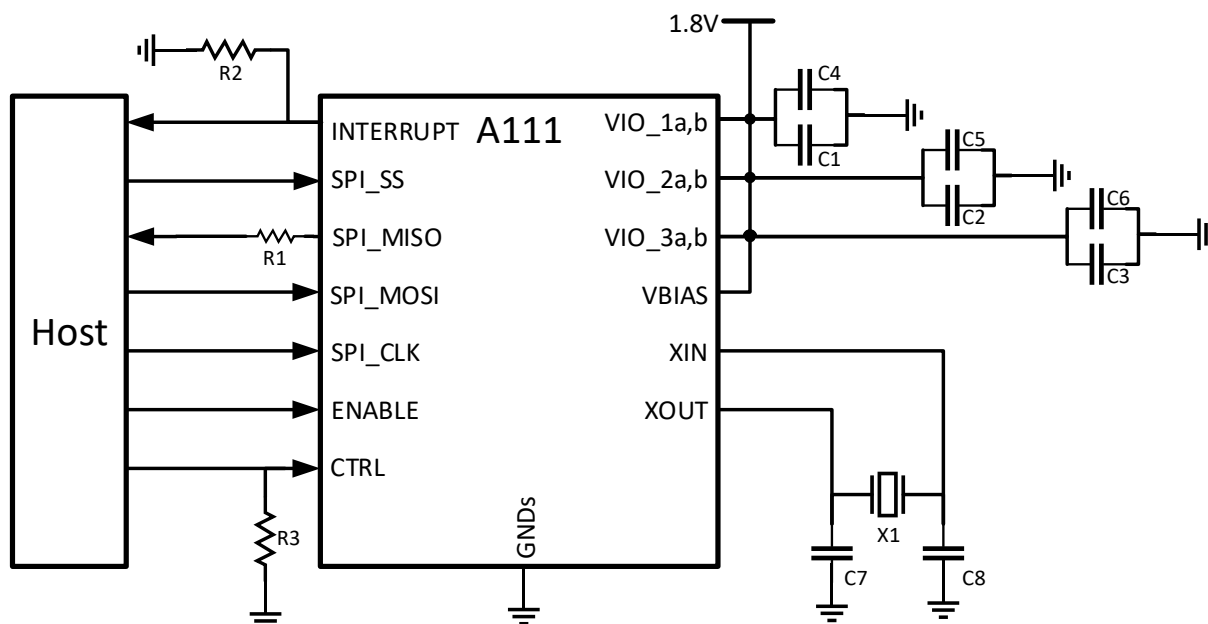 1.8V
R2
C4
INTERRUPT
A111
VIO_1a,b
C1
C5
SPI_SS
VIO_2a,b
C2
C6
SPI_MISO
R1
VIO_3a,b
C3
SPI_MOSI
VBIAS
Host
SPI_CLK
XIN
ENABLE
XOUT
CTRL
GNDs
R3
X1
C7
C8